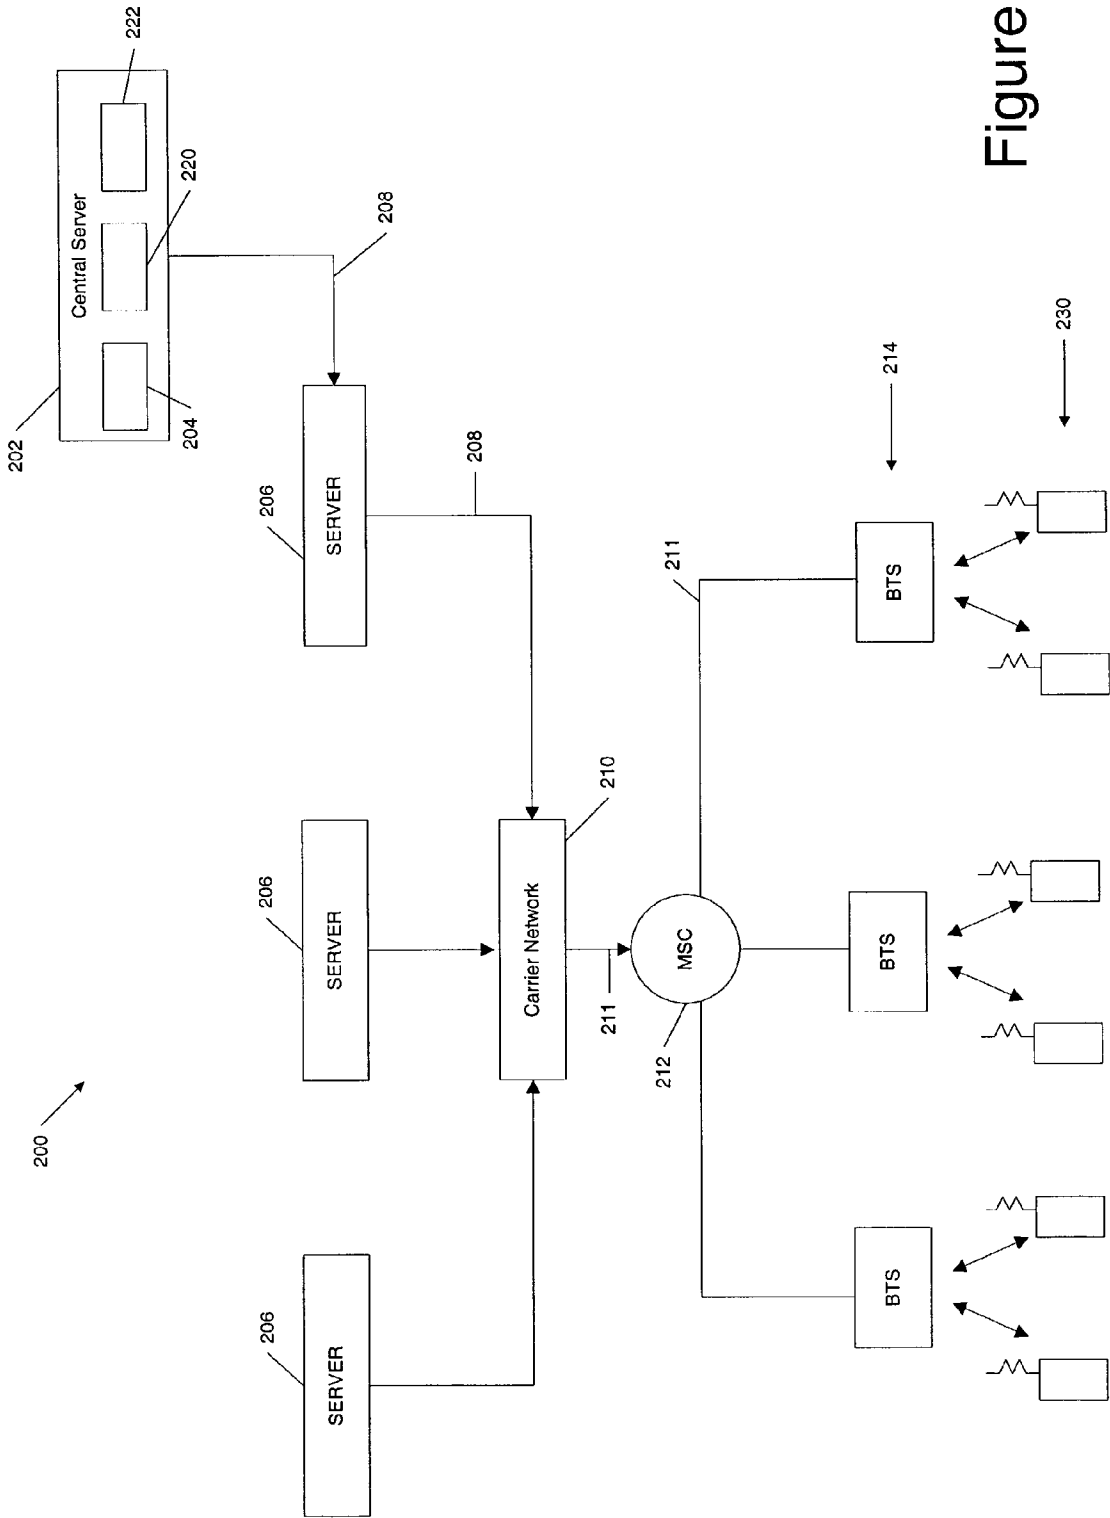 200
202
Central Server
204
220
222
208
206
SERVER
206
SERVER
206
SERVER
208
Carrier Network
210
211
MSC
212
211
BTS
BTS
BTS
214
230
Figure